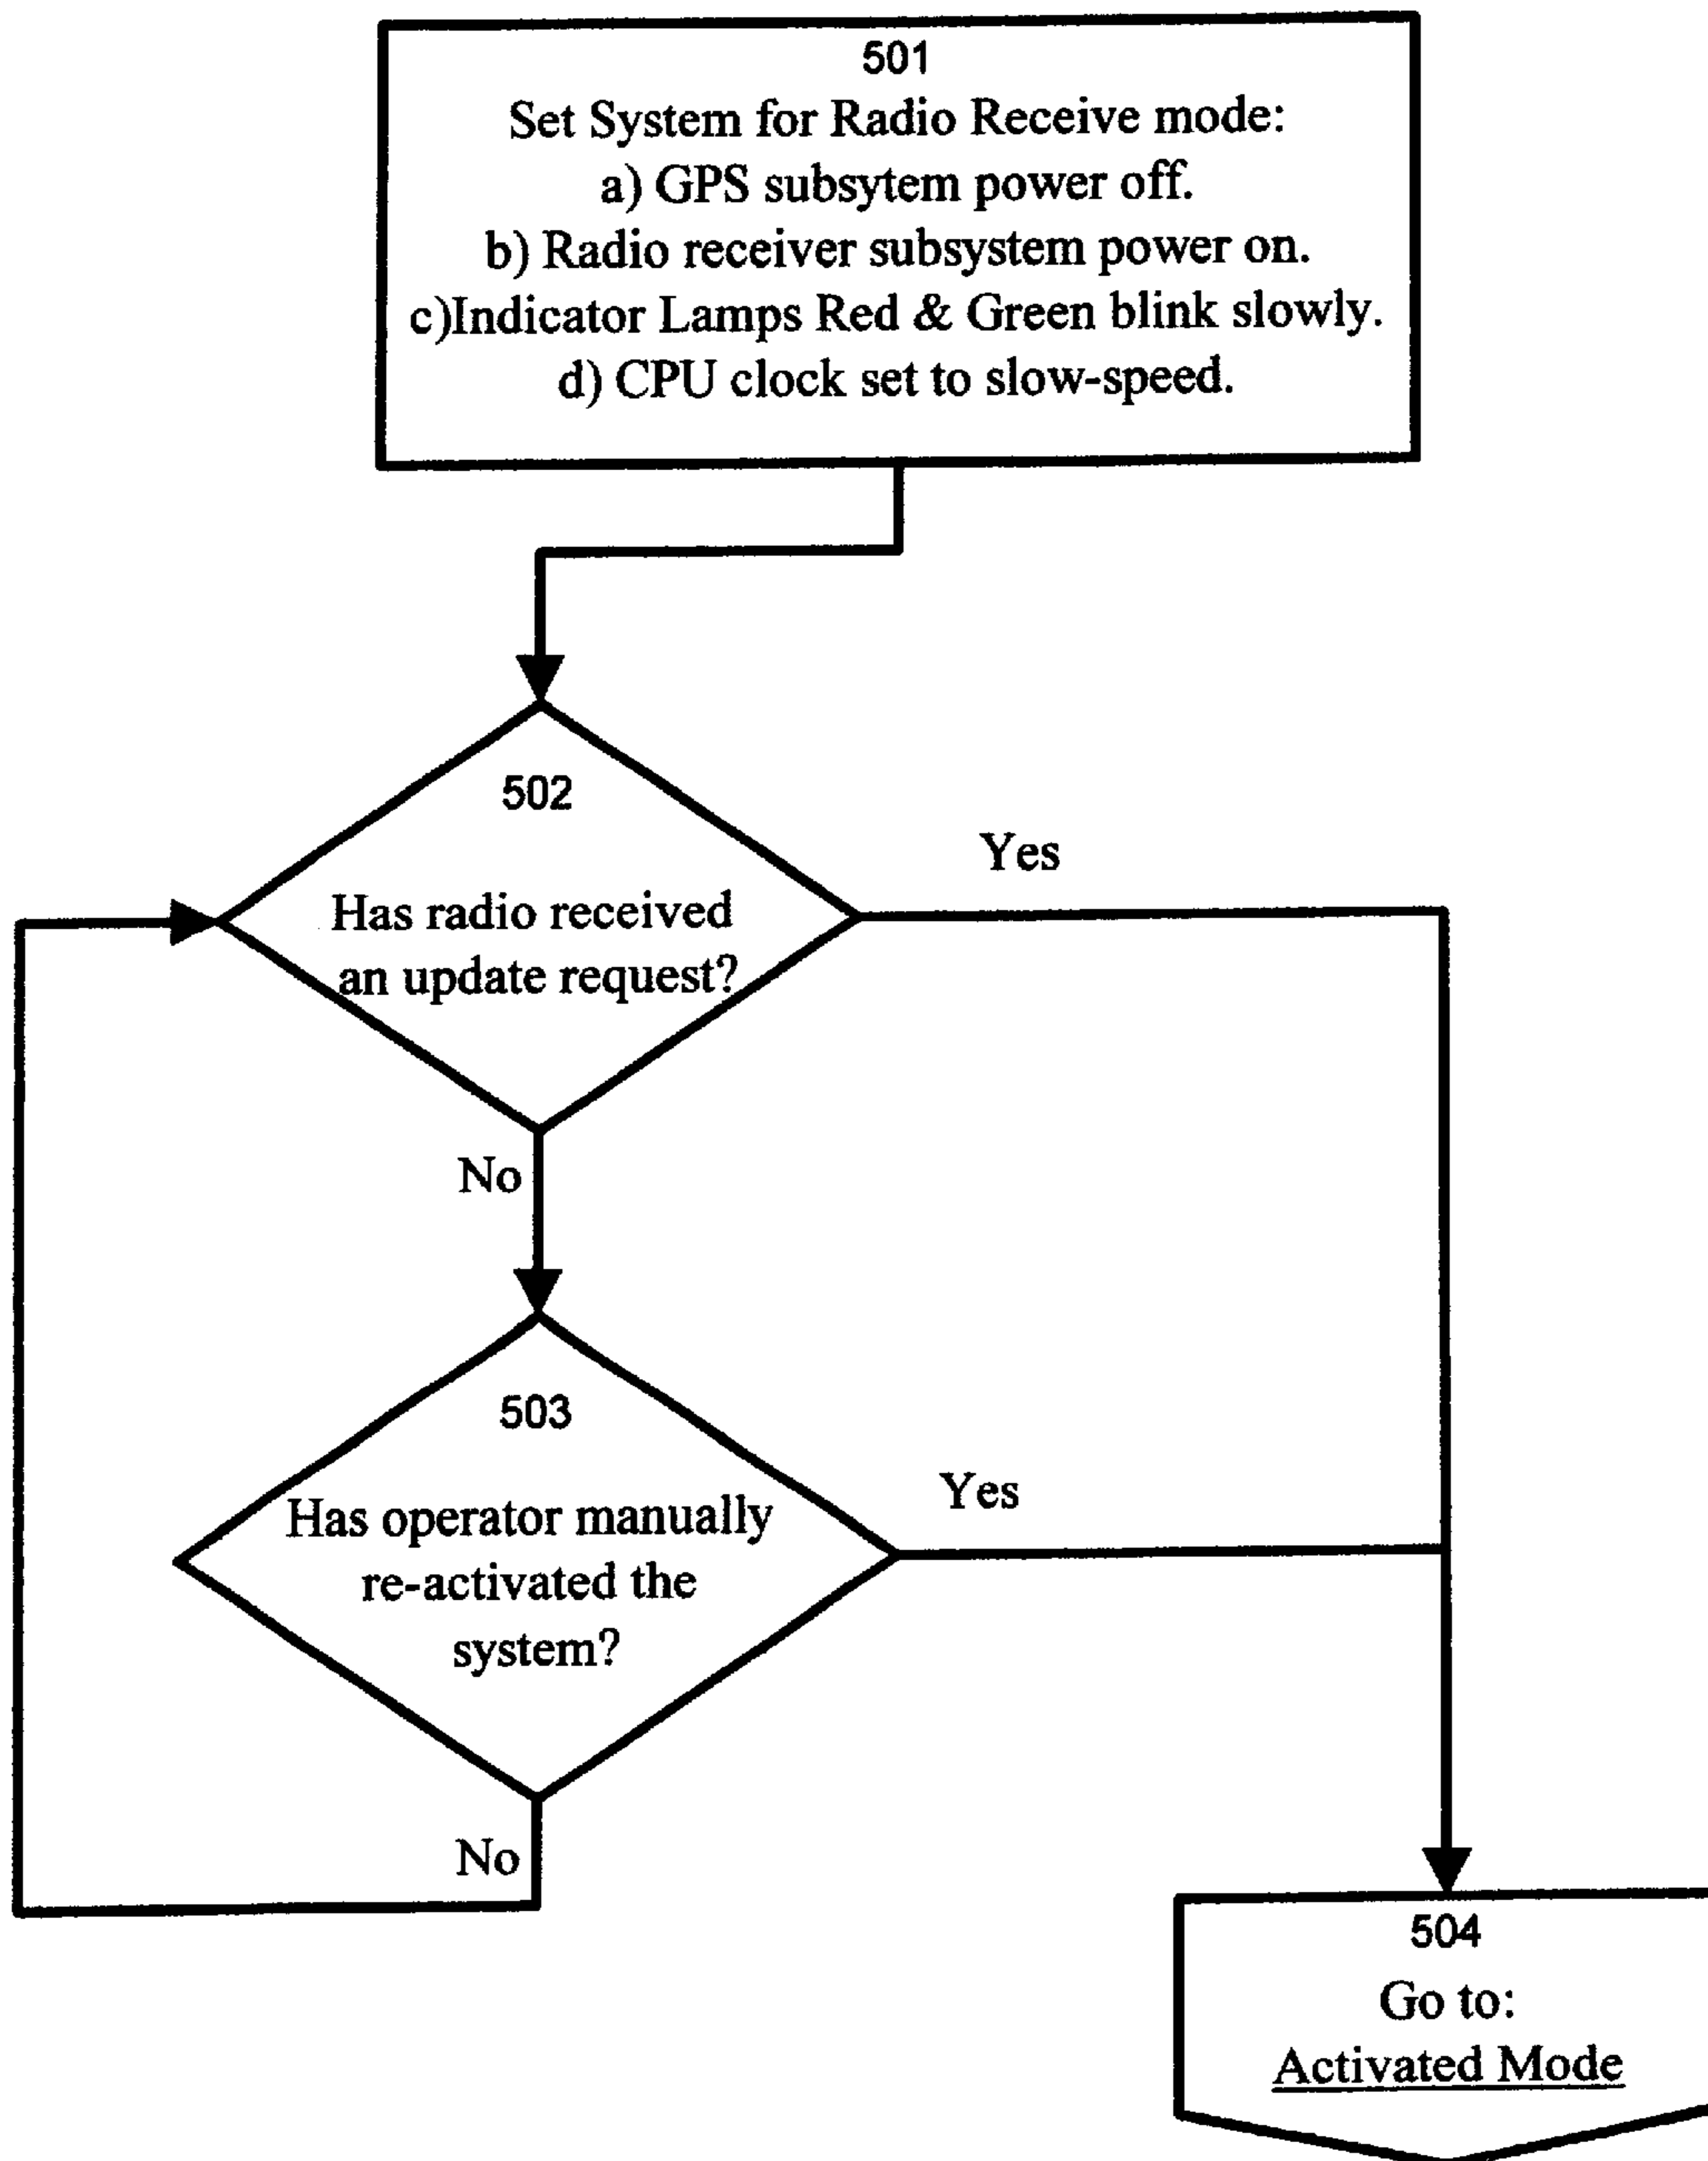 501
Set System for Radio Receive mode:
a) GPS subsytem power off.
b) Radio receiver subsystem power on.
c)Indicator Lamps Red & Green blink slowly.
d) CPU clock set to slow-speed.
502
Has radio received
an update request?
Yes
No
503
Has operator manually
re-activated the
system?
Yes
No
504
Go to:
Activated Mode